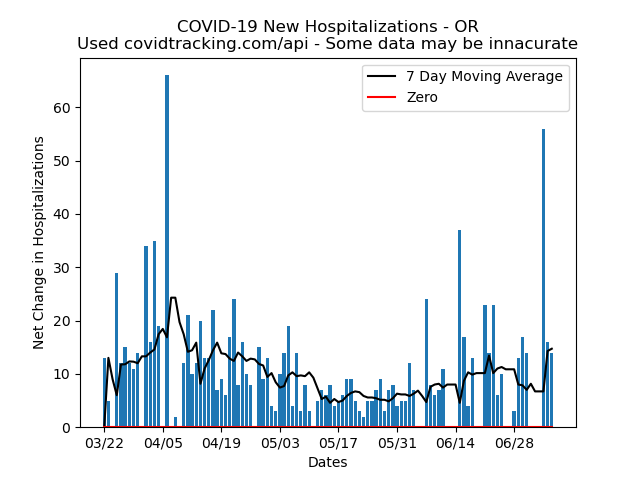 COVID-19 New Hospitalizations - OR
Used covidtracking.com/api - Some data may be innacurate
7 Day Moving Average
Zero
Net Change in Hospitalizations
60
50
40
30
20
10
0
03/22 04/05 04/19 05/03 05/17 05/31 06/14 06/28
Dates